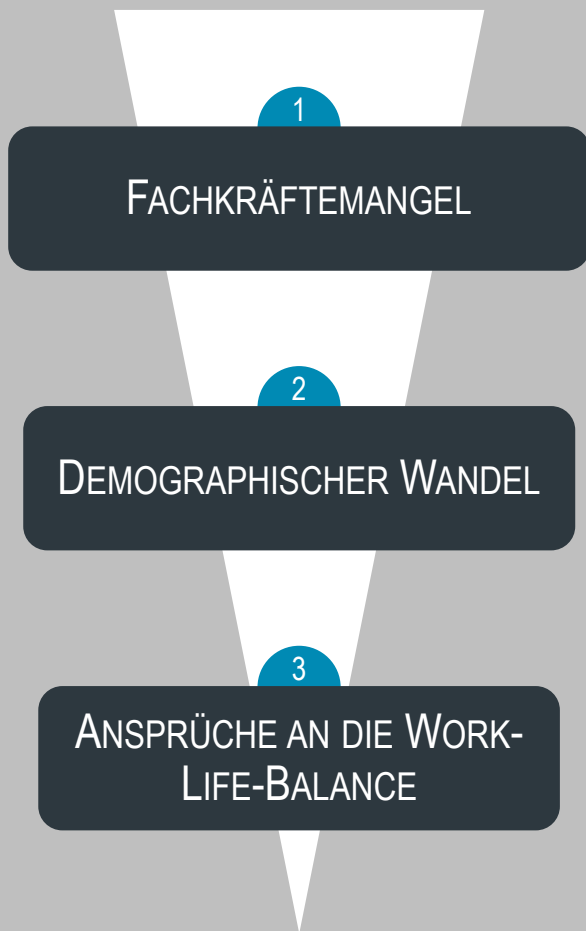 1
FACHKRÄFTEMANGEL
2
DEMOGRAPHISCHER WANDEL
3
ANSPRÜCHE AN DIE WORK-
LIFE-BALANCE